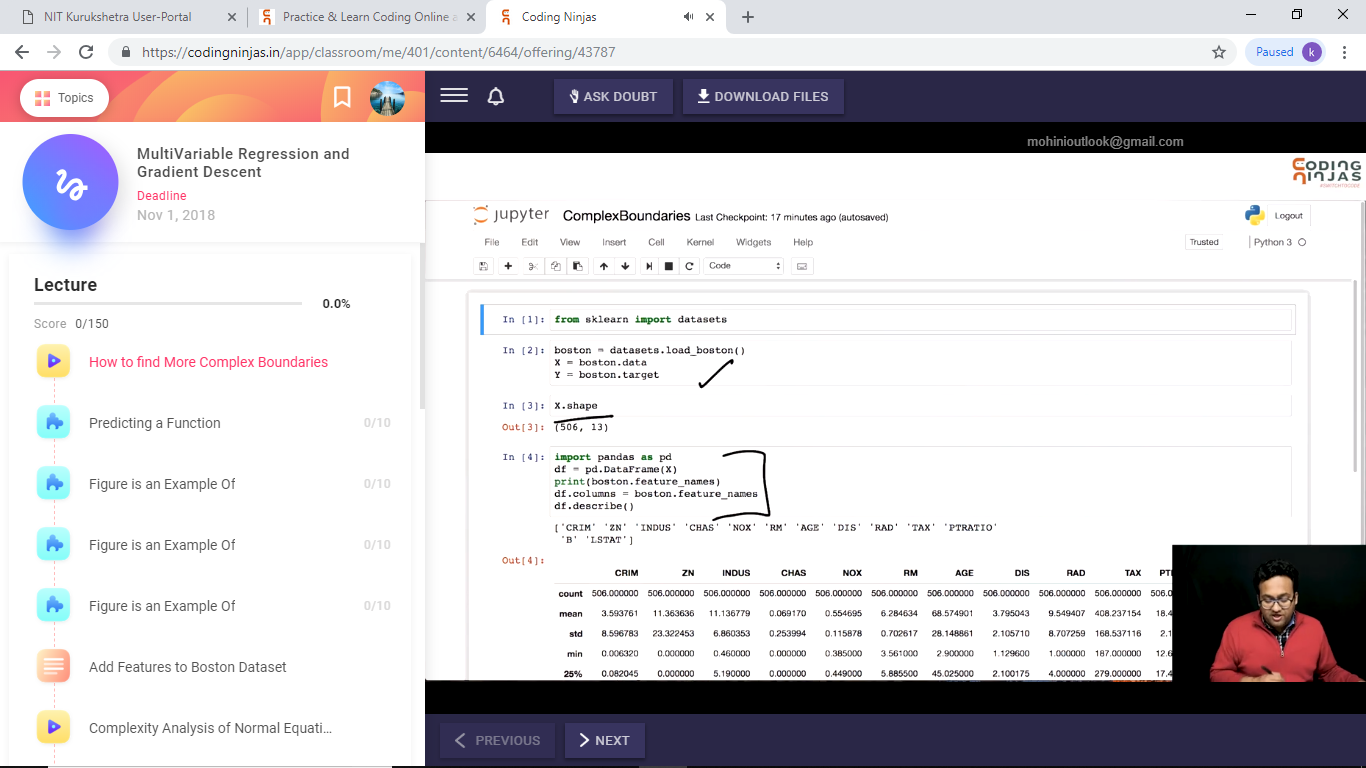 NIT Kurukshetra User-Portal
Practice & Learn Coding Online a
Coding Ninjas
https://codingninjas.in/app/classroom/me/401/content/6464/offering/43787
Paused
k
Topics
ASK DOUBT
DOWNLOAD FILES
MultiVariable Regression and
Gradient Descent
Deadline
Nov 1, 2018
Lecture
0.0%
Score 0/150
How to find More Complex Boundaries
Predicting a Function 0/10
Figure is an Example Of 0/10
Figure is an Example Of 0/10
Figure is an Example Of 0/10
Add Features to Boston Dataset
Complexity Analysis of Normal Equati...
mohinioutlook@gmail.com
CODING
NINJAS
jupyter ComplexBoundaries Last Checkpoint: 17 minutes ago (autosaved)
Logout
File Edit View Insert Cell Kernel Widgets Help
Trusted
Python 3
Code
In [1]: from sklearn import datasets
In [2]: boston = datasets.load_boston()
X = boston.data
Y = boston.target
In [3]: X.shape
Out[3]: (506, 13)
In [4]: import pandas as pd
df = pd.DataFrame(X)
print(boston.feature_names)
df.columns = boston.feature_names
df.describe()
['CRIM' 'ZN' 'INDUS' 'CHAS' 'NOX' 'RM' 'AGE' 'DIS' 'RAD' 'TAX' 'PTRATIO'
'B' 'LSTAT']
Out[4]:
CRIM ZN INDUS CHAS NOX RM AGE DIS RAD TAX PTI
count 506.000000 506.000000 506.000000 506.000000 506.000000 506.000000 506.000000 506.000000 506.000000 506.000000 506.0
mean 3.593761 11.363636 11.136779 0.069170 0.554695 6.284634 68.574901 3.795043 9.549407 408.237154 18.4
std 8.596783 23.322453 6.860353 0.253994 0.115878 0.702617 28.148861 2.105710 8.707259 168.537116 2.1
min 0.006320 0.000000 0.460000 0.000000 0.385000 3.561000 2.900000 1.129600 1.000000 187.000000 12.6
25% 0.082045 0.000000 5.190000 0.000000 0.449000 5.885500 45.025000 2.100175 4.000000 279.000000 17.4
PREVIOUS
NEXT